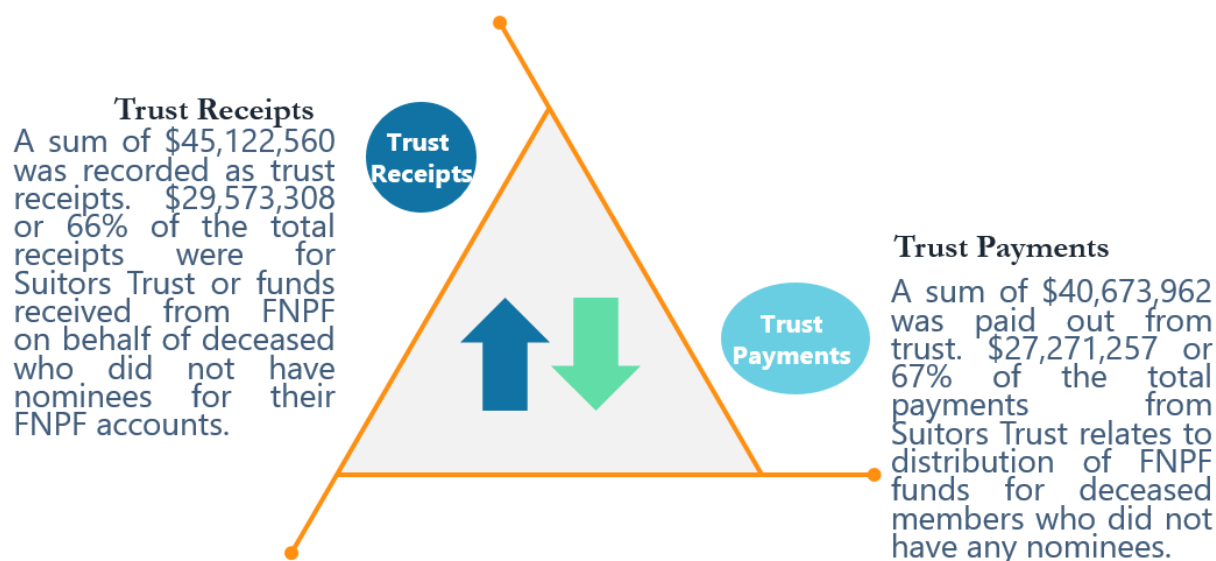 Trust Receipts
A sum of $45,122,560
was recorded as trust
receipts. $29,573,308
or 66% of the total
receipts were for
Suitors Trust or funds
received from FNPF
on behalf of deceased
who did not have
nominees for their
FNPF accounts.
Trust
Receipts
Trust
Payments
Trust Payments
A sum of $40,673,962
was paid out from
trust. $27,271,257 or
67% of the total
payments from
Suitors Trust relates to
distribution of FNPF
funds for deceased
members who did not
have any nominees.